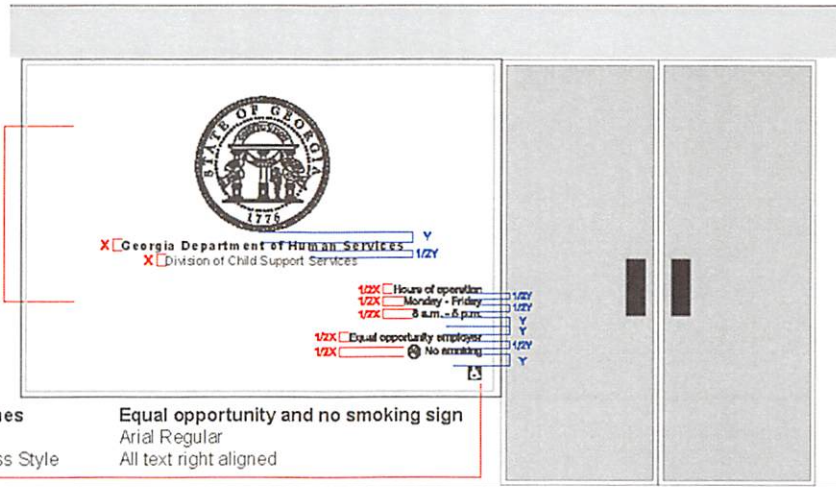 STATE OF GEORGIA
1776
Y
X Georgia Department of Human Services
1/2Y
X Division of Child Support Services
1/2X Hours of operation
1/2Y
1/2X Monday - Friday
1/2Y
1/2X 8 a.m. - 5 p.m.
Y
Y
1/2X Equal opportunity employer
1/2Y
1/2X No smoking
Y
Equal opportunity and no smoking sign
Arial Regular
ss Style
All text right aligned